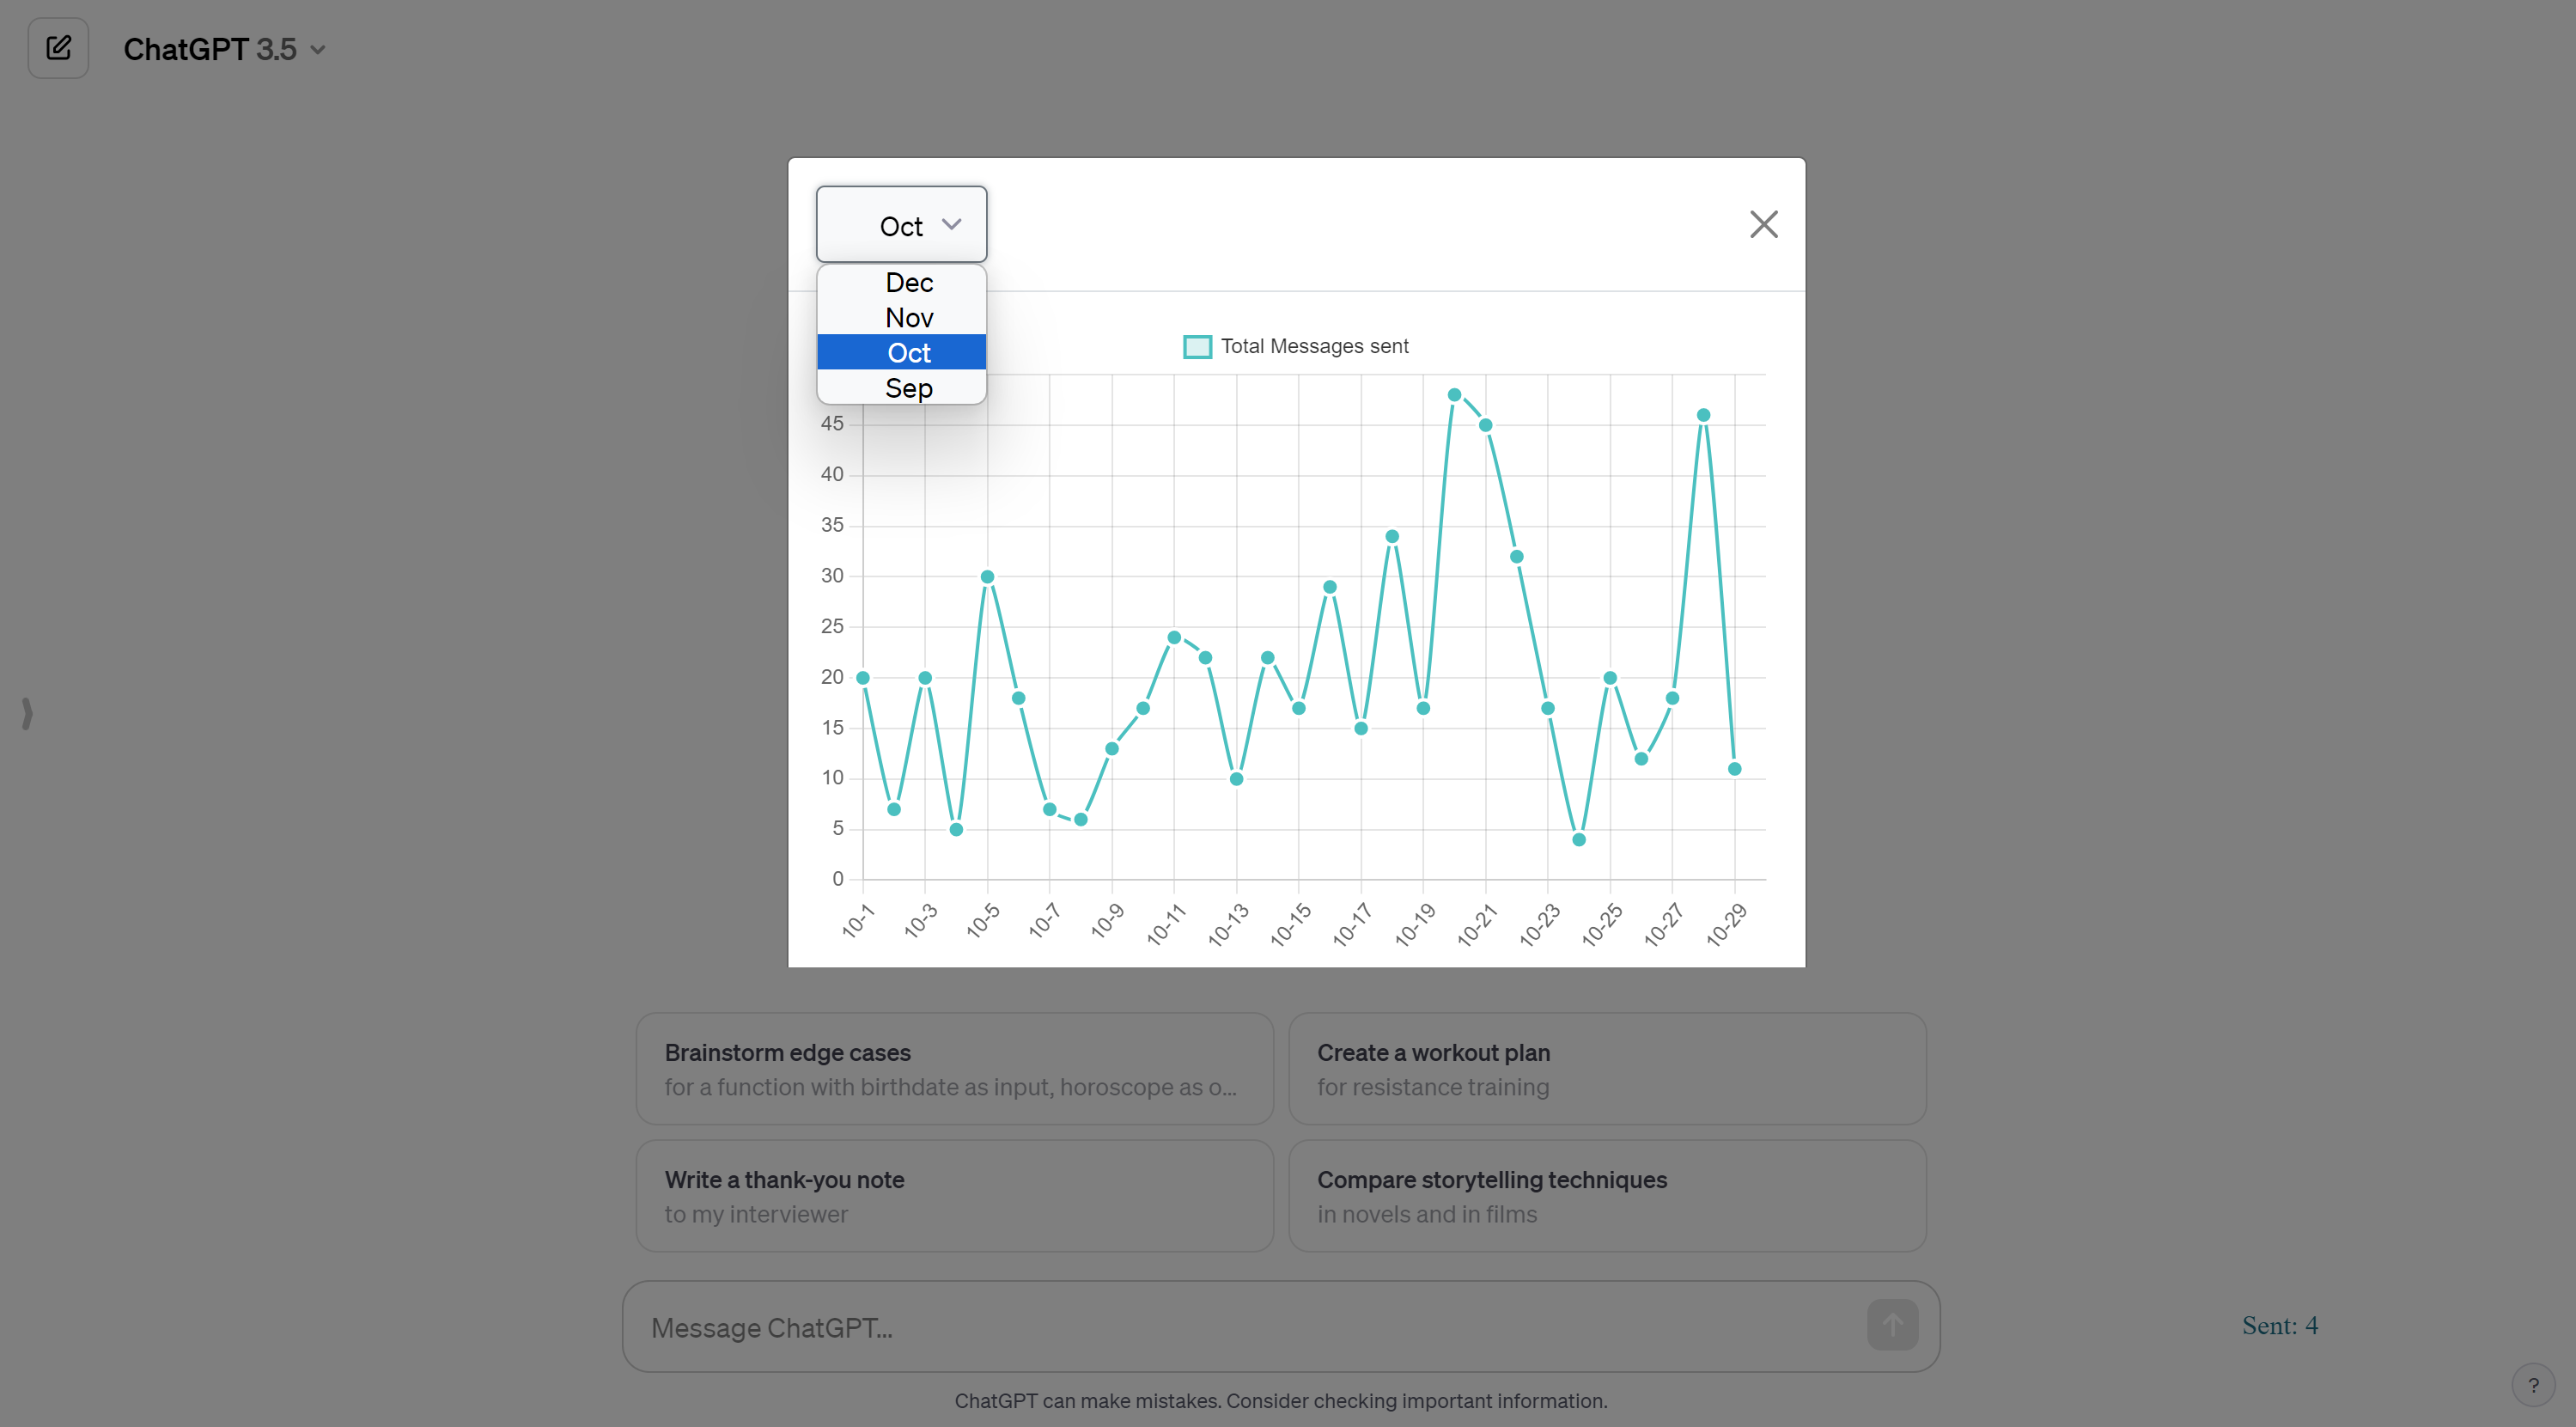 ChatGPT 3.5
Oct
Dec
Nov
Oct
Sep
Total Messages sent
45
40
35
30
25
20
15
10
5
0
10-1
10-3
10-5
10-7
10-9
10-11
10-13
10-15
10-17
10-19
10-21
10-23
10-25
10-27
10-29
Brainstorm edge cases
for a function with birthdate as input, horoscope as o...
Create a workout plan
for resistance training
Write a thank-you note
to my interviewer
Compare storytelling techniques
in novels and in films
Message ChatGPT...
Sent: 4
ChatGPT can make mistakes. Consider checking important information.
?